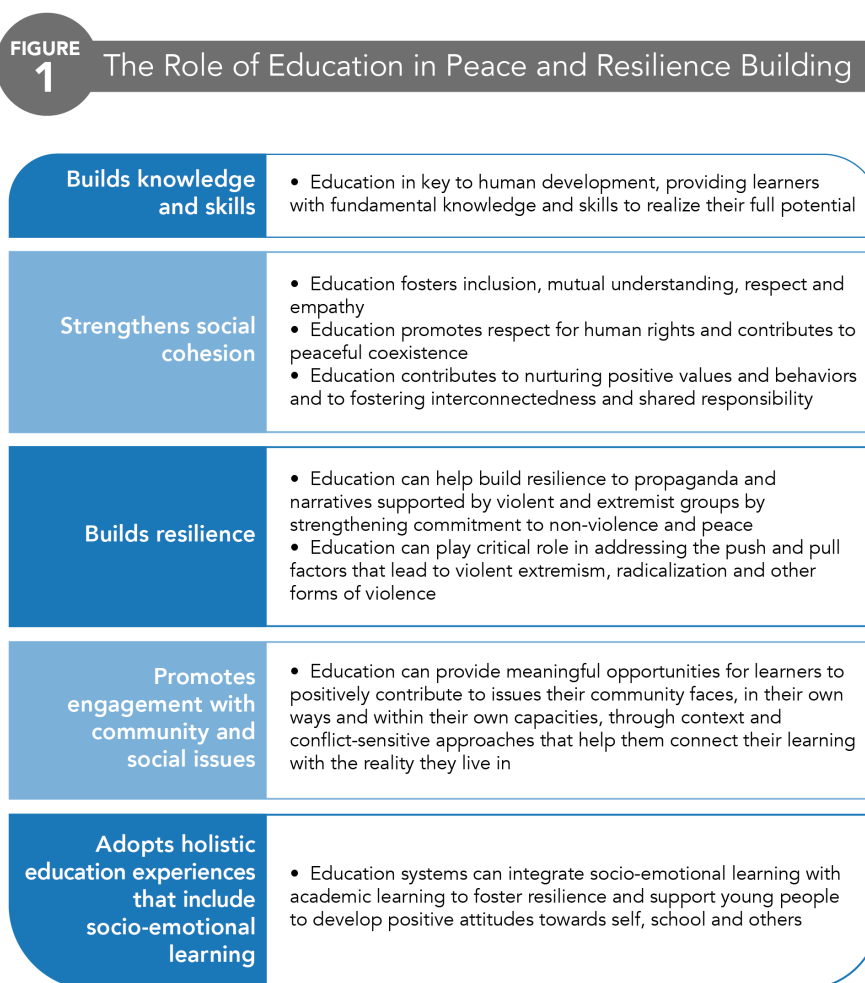 FIGURE
1
The Role of Education in Peace and Resilience Building
Builds knowledge
and skills
• Education in key to human development, providing learners
with fundamental knowledge and skills to realize their full potential
Strengthens social
cohesion
• Education fosters inclusion, mutual understanding, respect and
empathy
• Education promotes respect for human rights and contributes to
peaceful coexistence
• Education contributes to nurturing positive values and behaviors
and to fostering interconnectedness and shared responsibility
Builds resilience
• Education can help build resilience to propaganda and
narratives supported by violent and extremist groups by
strengthening commitment to non-violence and peace
• Education can play critical role in addressing the push and pull
factors that lead to violent extremism, radicalization and other
forms of violence
Promotes
engagement with
community and
social issues
• Education can provide meaningful opportunities for learners to
positively contribute to issues their community faces, in their own
ways and within their own capacities, through context and
conflict-sensitive approaches that help them connect their learning
with the reality they live in
Adopts holistic
education experiences
that include
socio-emotional
learning
• Education systems can integrate socio-emotional learning with
academic learning to foster resilience and support young people
to develop positive attitudes towards self, school and others